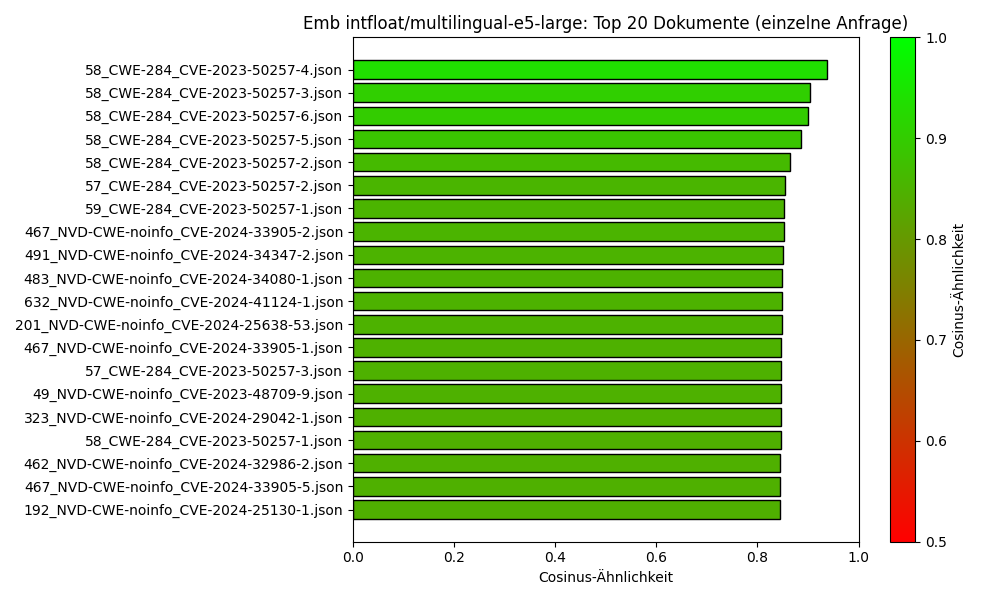 Emb intfloat/multilingual-e5-large: Top 20 Dokumente (einzelne Anfrage)
58_CWE-284_CVE-2023-50257-4.json
58_CWE-284_CVE-2023-50257-3.json
58_CWE-284_CVE-2023-50257-6.json
58_CWE-284_CVE-2023-50257-5.json
58_CWE-284_CVE-2023-50257-2.json
57_CWE-284_CVE-2023-50257-2.json
59_CWE-284_CVE-2023-50257-1.json
467_NVD-CWE-noinfo_CVE-2024-33905-2.json
491_NVD-CWE-noinfo_CVE-2024-34347-2.json
483_NVD-CWE-noinfo_CVE-2024-34080-1.json
632_NVD-CWE-noinfo_CVE-2024-41124-1.json
201_NVD-CWE-noinfo_CVE-2024-25638-53.json
467_NVD-CWE-noinfo_CVE-2024-33905-1.json
57_CWE-284_CVE-2023-50257-3.json
49_NVD-CWE-noinfo_CVE-2023-48709-9.json
323_NVD-CWE-noinfo_CVE-2024-29042-1.json
58_CWE-284_CVE-2023-50257-1.json
462_NVD-CWE-noinfo_CVE-2024-32986-2.json
467_NVD-CWE-noinfo_CVE-2024-33905-5.json
192_NVD-CWE-noinfo_CVE-2024-25130-1.json
0.0 0.2 0.4 0.6 0.8 1.0
Cosinus-Ähnlichkeit
1.0
0.9
0.8
0.7
0.6
0.5
Cosinus-Ähnlichkeit